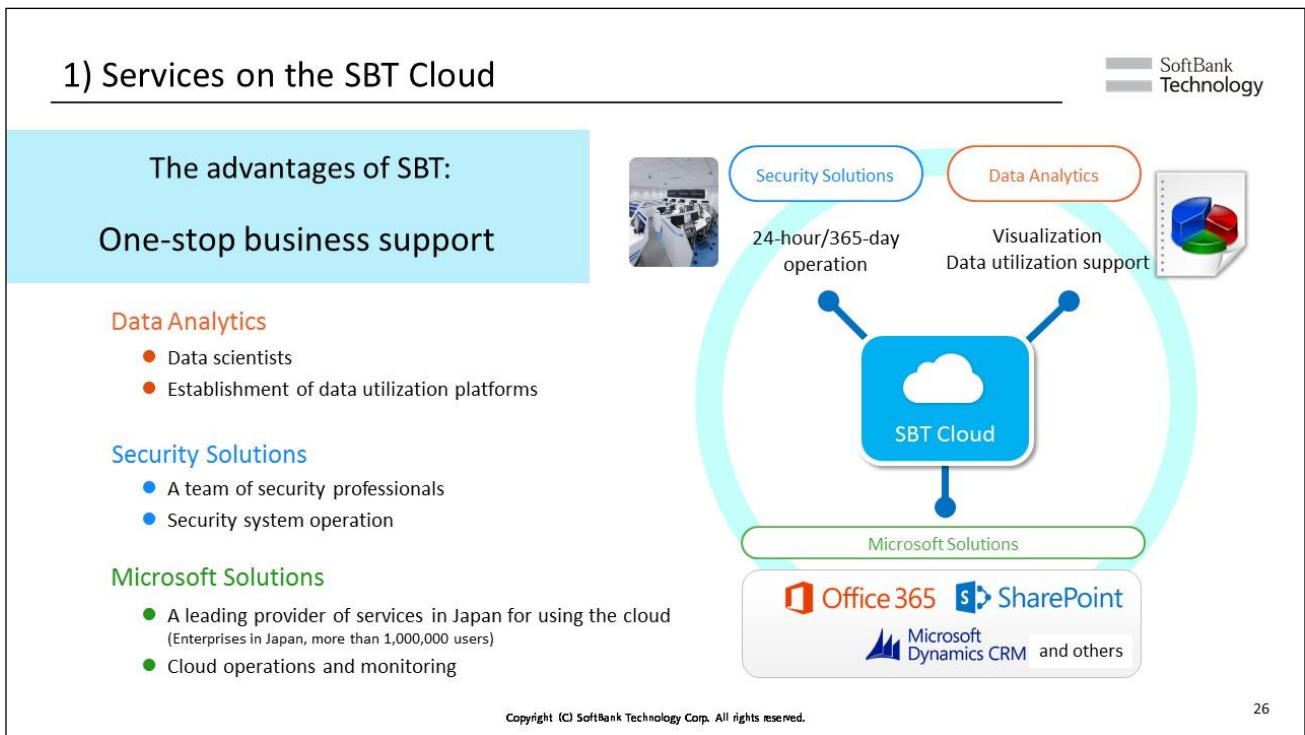 1) Services on the SBT Cloud
SoftBank
Technology
The advantages of SBT:
One-stop business support
Data Analytics
Data scientists
Establishment of data utilization platforms
Security Solutions
A team of security professionals
Security system operation
Microsoft Solutions
A leading provider of services in Japan for using the cloud
(Enterprises in Japan, more than 1,000,000 users)
Cloud operations and monitoring
Security Solutions
24-hour/365-day
operation
Data Analytics
Visualization
Data utilization support
SBT Cloud
Microsoft Solutions
Office 365
S SharePoint
Microsoft
Dynamics CRM
and others
Copyright (C) SoftBank Technology Corp. All rights reserved.
26